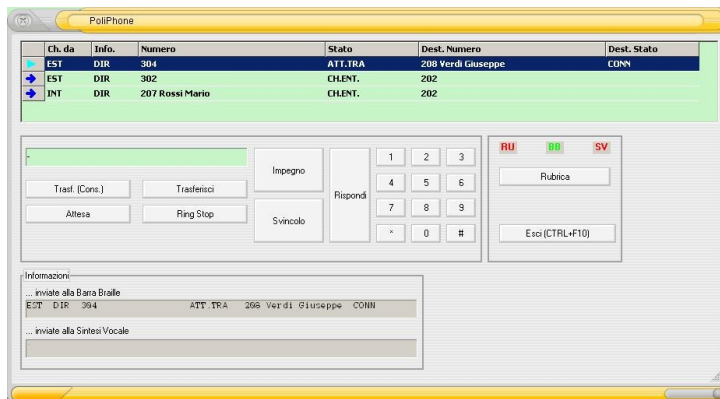 PoliPhone
Ch. da Info. Numero Stato Dest. Numero Dest. Stato
EST DIR 304 ATT.TRA 208 Verdi Giuseppe CONN
EST DIR 302 CH.ENT. 202
INT DIR 207 Rossi Mario CH.ENT. 202
-
Trasf. (Cons.) Trasferisci
Attesa Ring Stop
Impegno
Svincolo
Rispondi
1 2 3
4 5 6
7 8 9
* 0 #
RU BB SV
Rubrica
Esci (CTRL+F10)
Informazioni
... inviate alla Barra Braille
EST DIR 304 ATT.TRA 208 Verdi Giuseppe CONN
... inviate alla Sintesi Vocale